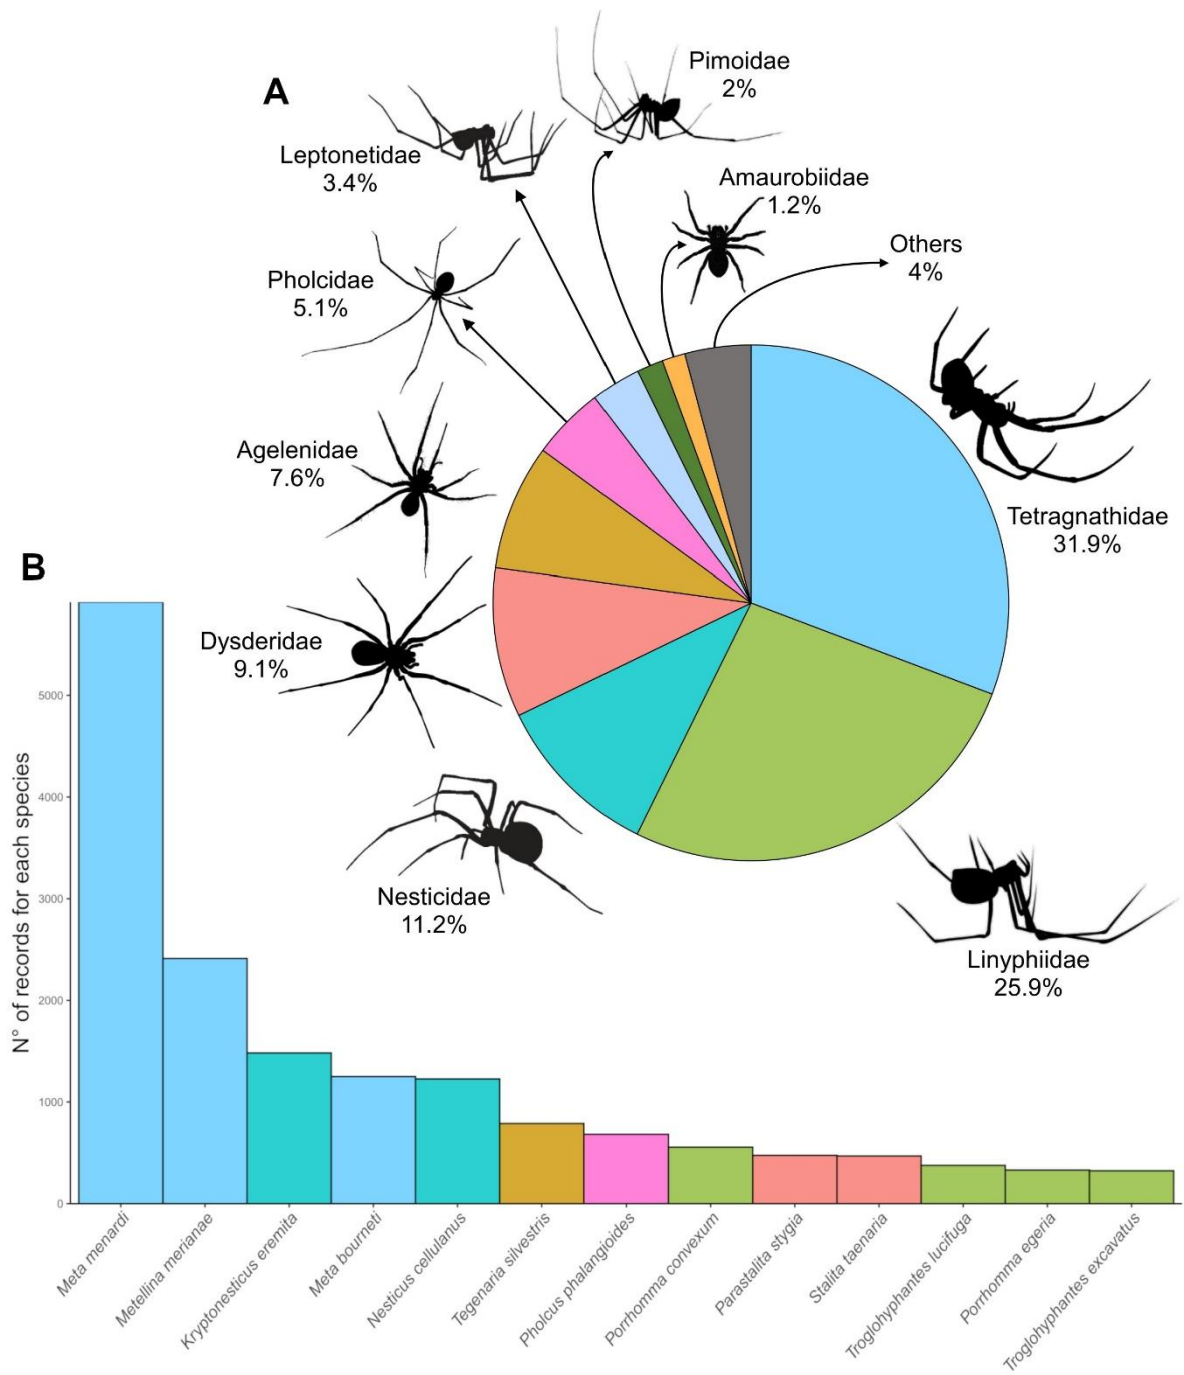 A
Pimoidae
2%
Leptonetidae
3.4%
Amaurobiidae
1.2%
Others
4%
Pholcidae
5.1%
Agelenidae
7.6%
Tetragnathidae
31.9%
B
Dysderidae
9.1%
Nesticidae
11.2%
Linyphiidae
25.9%
N° of records for each species
5000
4000
3000
2000
1000
0
Meta menardi
Metellina merianae
Kryptonesticus eremita
Meta bourneti
Nesticus cellulanus
Tegenaria silvestris
Pholcus phalangioides
Porrhomma convexum
Parastalita stygia
Stalita taenaria
Troglohyphantes lucifuga
Porrhomma egeria
Troglohyphantes excavatus